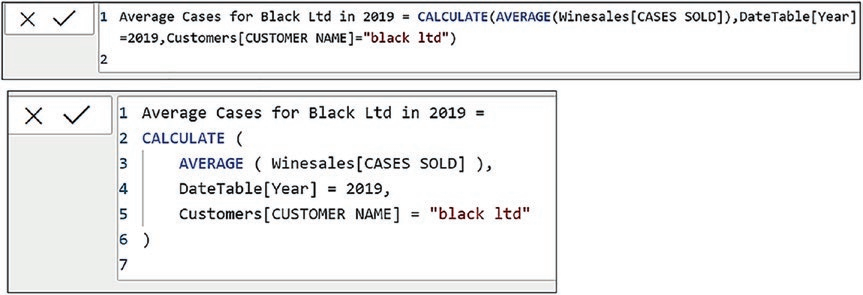 1 Average Cases for Black Ltd in 2019 = CALCULATE(AVERAGE(Winesales[CASES SOLD]),DateTable[Year]
=2019,Customers[CUSTOMER NAME]="black ltd")
2
1 Average Cases for Black Ltd in 2019 =
2 CALCULATE (
3 AVERAGE ( Winesales[CASES SOLD] ),
4 DateTable[Year] = 2019,
5 Customers[CUSTOMER NAME] = "black ltd"
6 )
7